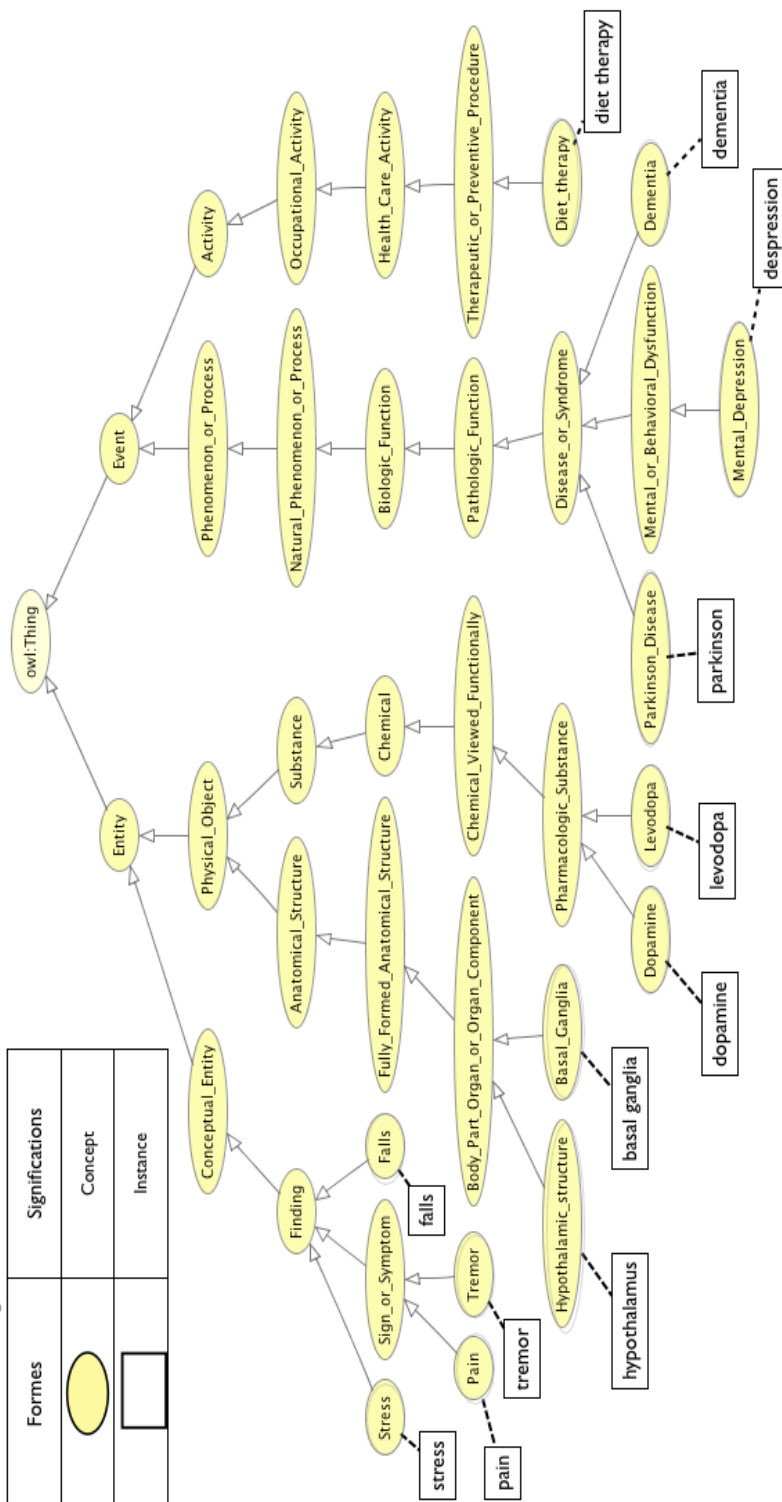 Formes Significations
Concept
Instance
owl:Thing
Entity
Event
Conceptual_Entity
Physical_Object
Phenomenon_or_Process
Activity
Finding
Anatomical_Structure
Substance
Natural_Phenomenon_or_Process
Occupational_Activity
Stress
Sign_or_Symptom
Falls
Fully_Formed_Anatomical_Structure
Chemical
Biologic_Function
Health_Care_Activity
stress
falls
Pain
Tremor
Body_Part_Organ_or_Organ_Component
Chemical_Viewed_Functionally
Pathologic_Function
Therapeutic_or_Preventive_Procedure
pain
tremor
Hypothalamic_structure
Basal_Ganglia
Pharmacologic_Substance
Disease_or_Syndrome
Diet_therapy
diet therapy
hypothalamus
basal ganglia
Dopamine
Levodopa
Parkinson_Disease
Mental_or_Behavioral_Dysfunction
Dementia
dopamine
levodopa
parkinson
Mental_Depression
dementia
despression